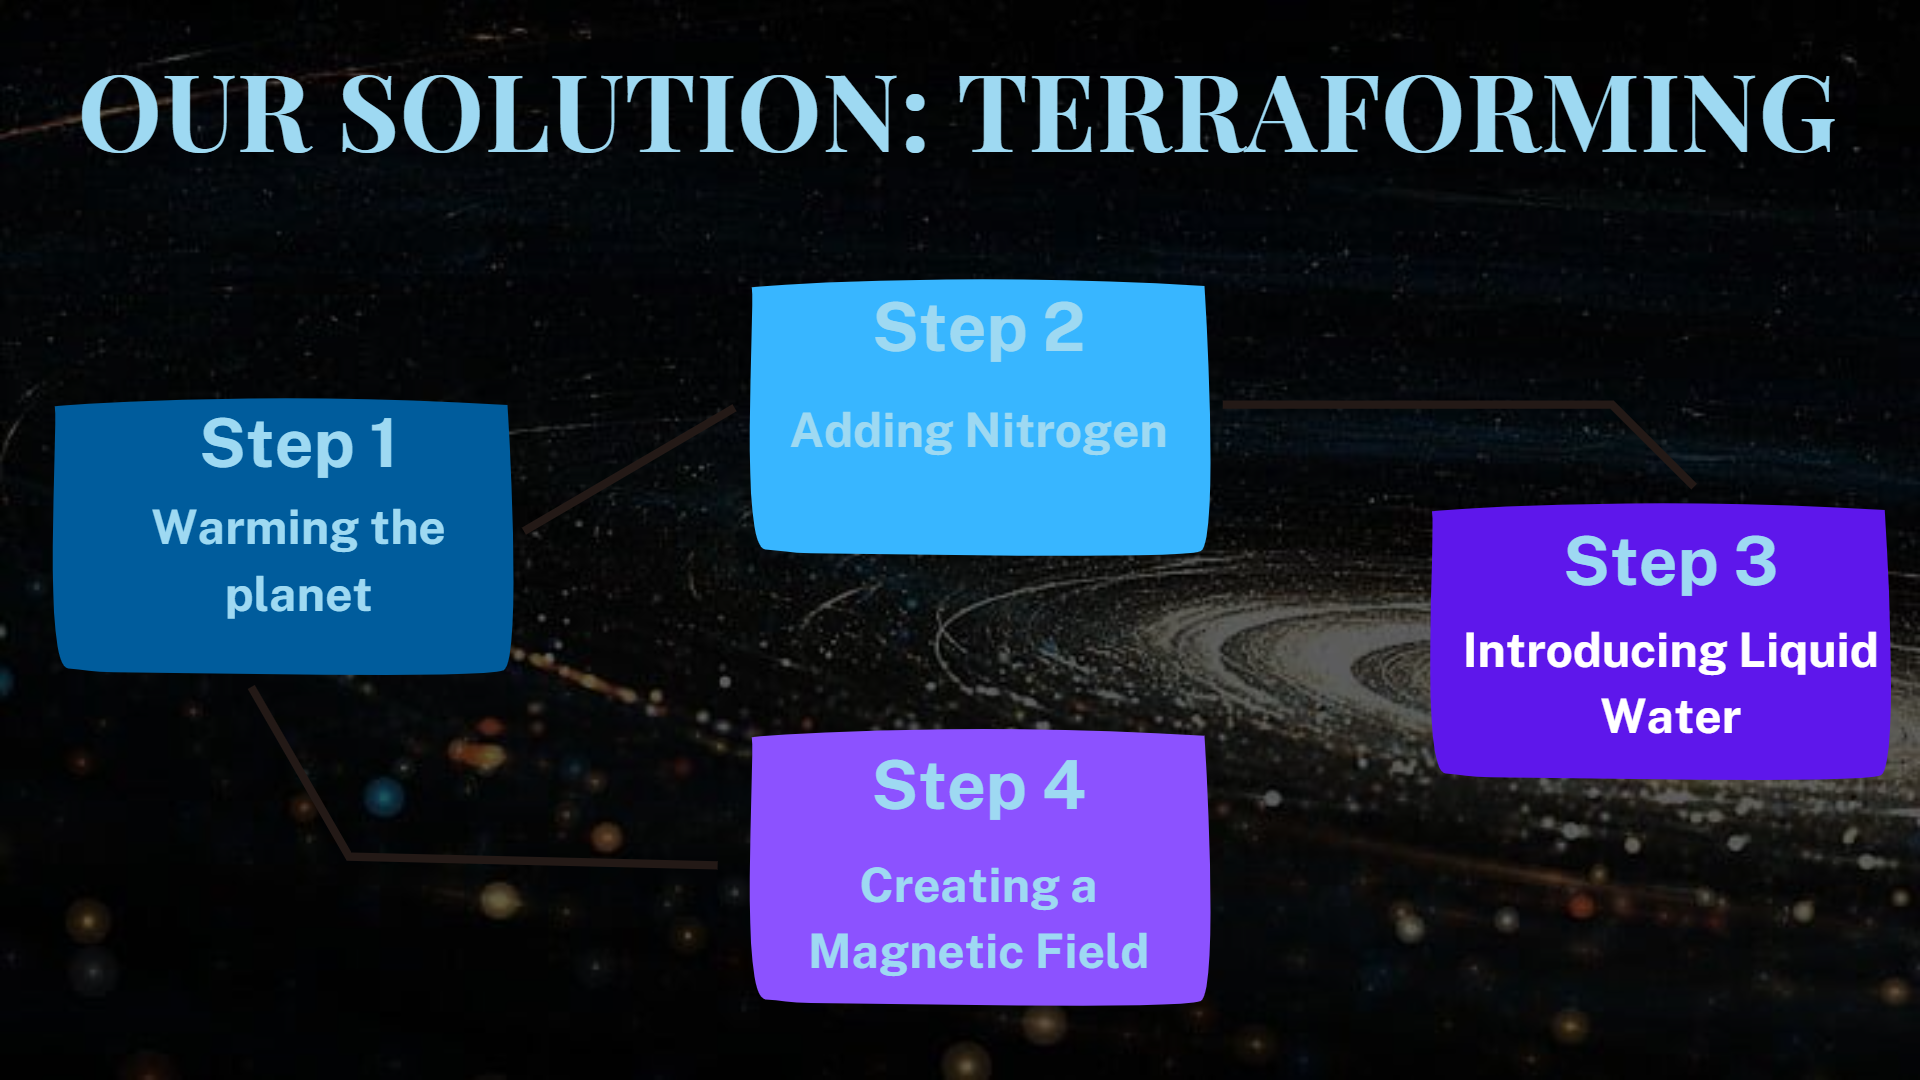 OUR SOLUTION: TERRAFORMING
Step 1
Warming the
planet
Step 2
Adding Nitrogen
Step 3
Introducing Liquid
Water
Step 4
Creating a
Magnetic Field